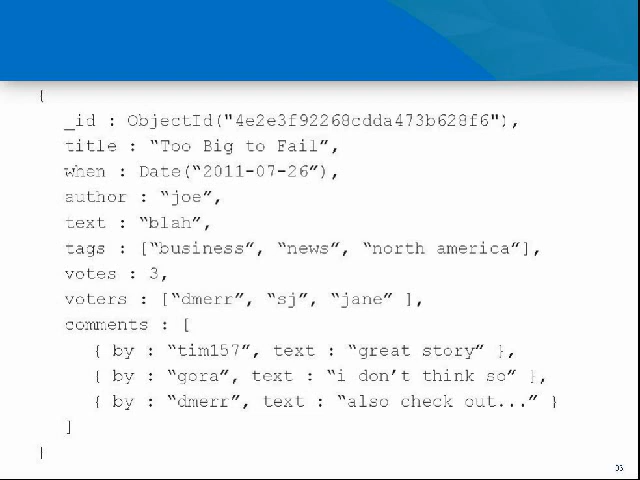 {
_id : ObjectId("4e2e3f92268cdda473b628f6"),
title : “Too Big to Fail”,
when : Date(“2011-07-26”),
author : “joe”,
text : “blah”,
tags : [“business”, “news”, “north america”],
votes : 3,
voters : [“dmerr”, “sj”, “jane” ],
comments : [
{ by : “tim157”, text : “great story” },
{ by : “gora”, text : “i don’t think so” },
{ by : “dmerr”, text : “also check out...” }
]
}